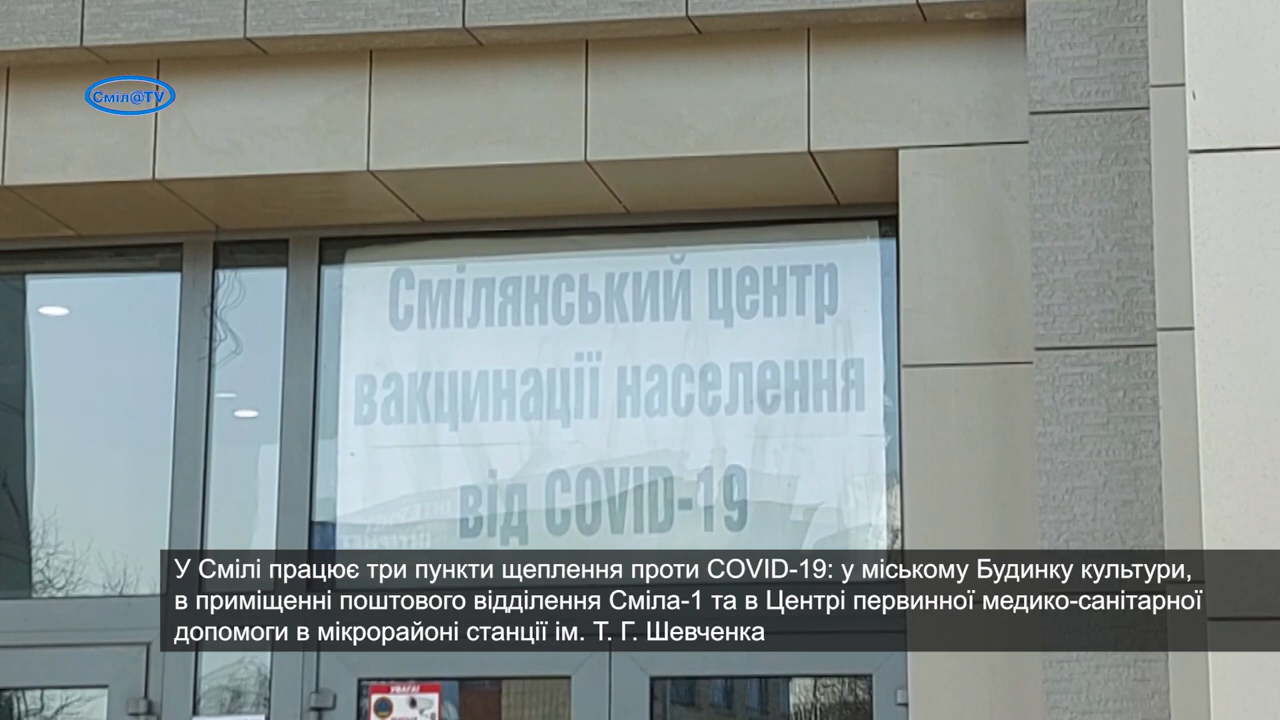 Сміл@TV
Смілянський центр
вакцинації населення
від COVID-19
У Смілі працює три пункти щеплення проти COVID-19: у міському Будинку культури,
в приміщенні поштового відділення Сміла-1 та в Центрі первинної медико-санітарної
допомоги в мікрорайоні станції ім. Т. Г. Шевченка
УВАГА!